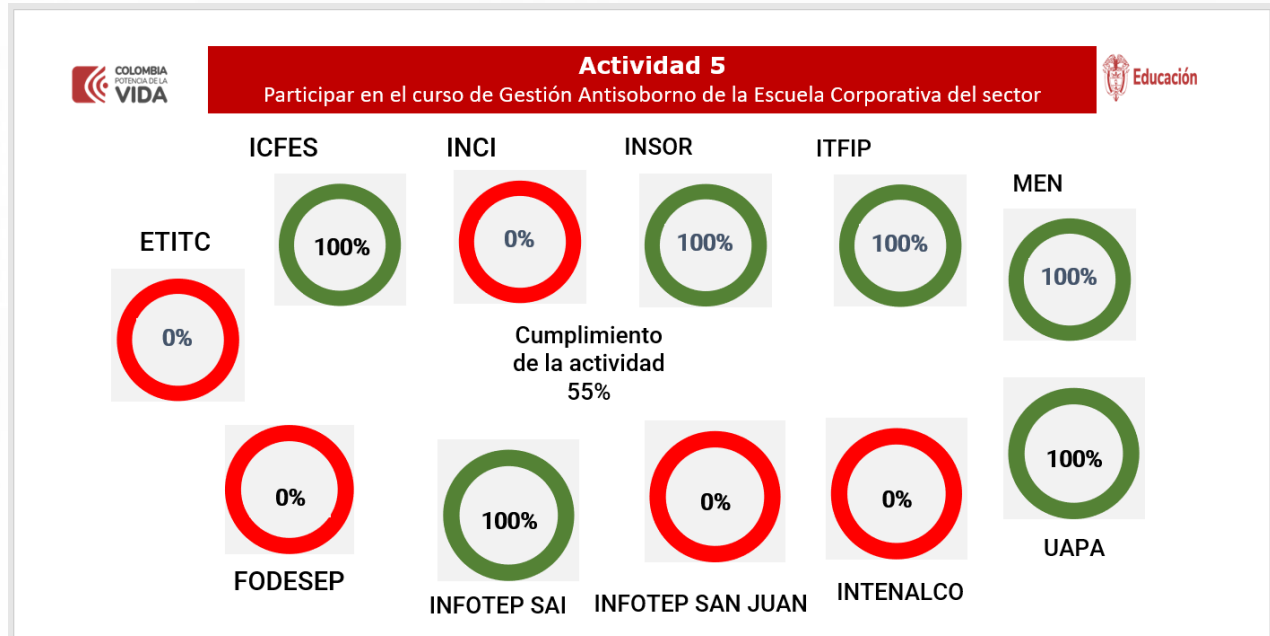 COLOMBIA
POTENCIA DE LA
VIDA
Actividad 5
Participar en el curso de Gestión Antisoborno de la Escuela Corporativa del sector
Educación
ICFES
100%
INCI
0%
INSOR
100%
ITFIP
100%
MEN
100%
ETITC
0%
Cumplimiento
de la actividad
55%
0%
FODESEP
100%
INFOTEP SAI
0%
INFOTEP SAN JUAN
0%
INTENALCO
100%
UAPA